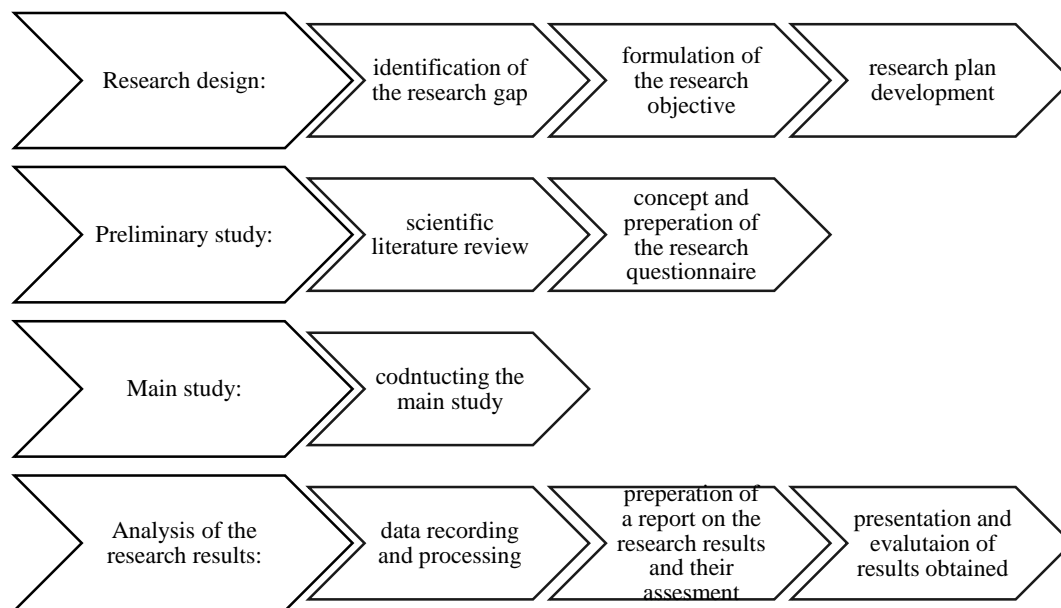 Research design:
identification of
the research gap
formulation of
the research
objective
research plan
development
Preliminary study:
scientific
literature review
concept and
preperation of
the research
questionnaire
Main study:
codntucting the
main study
Analysis of the
research results:
data recording
and processing
preperation of
a report on the
research results
and their
assesment
presentation and
evalutaion of
results obtained